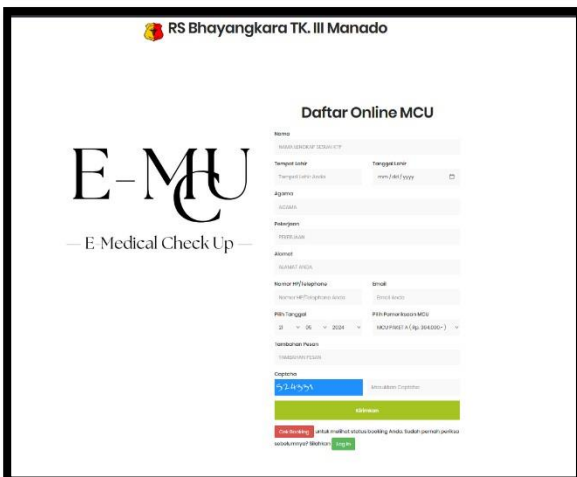 RS Bhayangkara TK. III Manado
Daftar Online MCU
E-MCU
— E-Medical Check Up —
Nama
NAMA LENGKAP SESUAI KTP
Tempat Lahir
Tanggal Lahir
Tempat Lahir Anda
mm/dd/yyyy
Agama
AGAMA
Pekerjaan
PEKERJAAN
Alamat
ALAMAT ANDA
Nomor HP/Telephone
Email
Nomor HP/Telephone Anda
Email Anda
Pilih Tanggal
Pilih Pemeriksaan MCU
21 05 2024
MCU PAKET A ( Rp.
Tambahan Pesan
TAMBAHAN PESAN
Captcha
Masukkan Captcha
Kirimkan
Cek Booking untuk melihat status booking Anda. Sudah pernah periksa
sebelumnya? Silahkan Log In